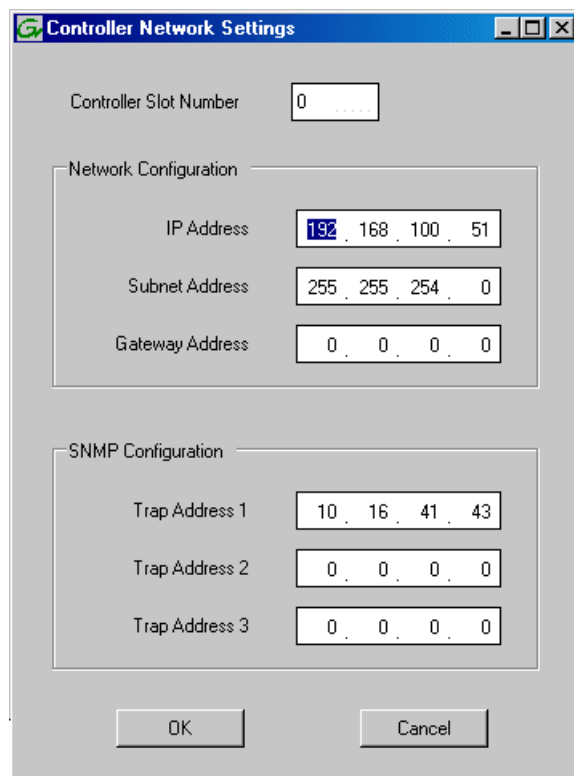 Controller Network Settings
Controller Slot Number 0
Network Configuration
IP Address 192 . 168 . 100 . 51
Subnet Address 255 . 255 . 254 . 0
Gateway Address 0 . 0 . 0 . 0
SNMP Configuration
Trap Address 1 10 . 16 . 41 . 43
Trap Address 2 0 . 0 . 0 . 0
Trap Address 3 0 . 0 . 0 . 0
OK Cancel